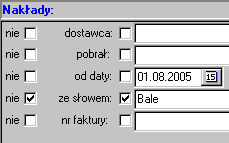 Nakłady:
nie dostawca:
nie pobrał:
nie od daty: 01.08.2005 15
nie ze słowem: Bale
nie nr faktury: